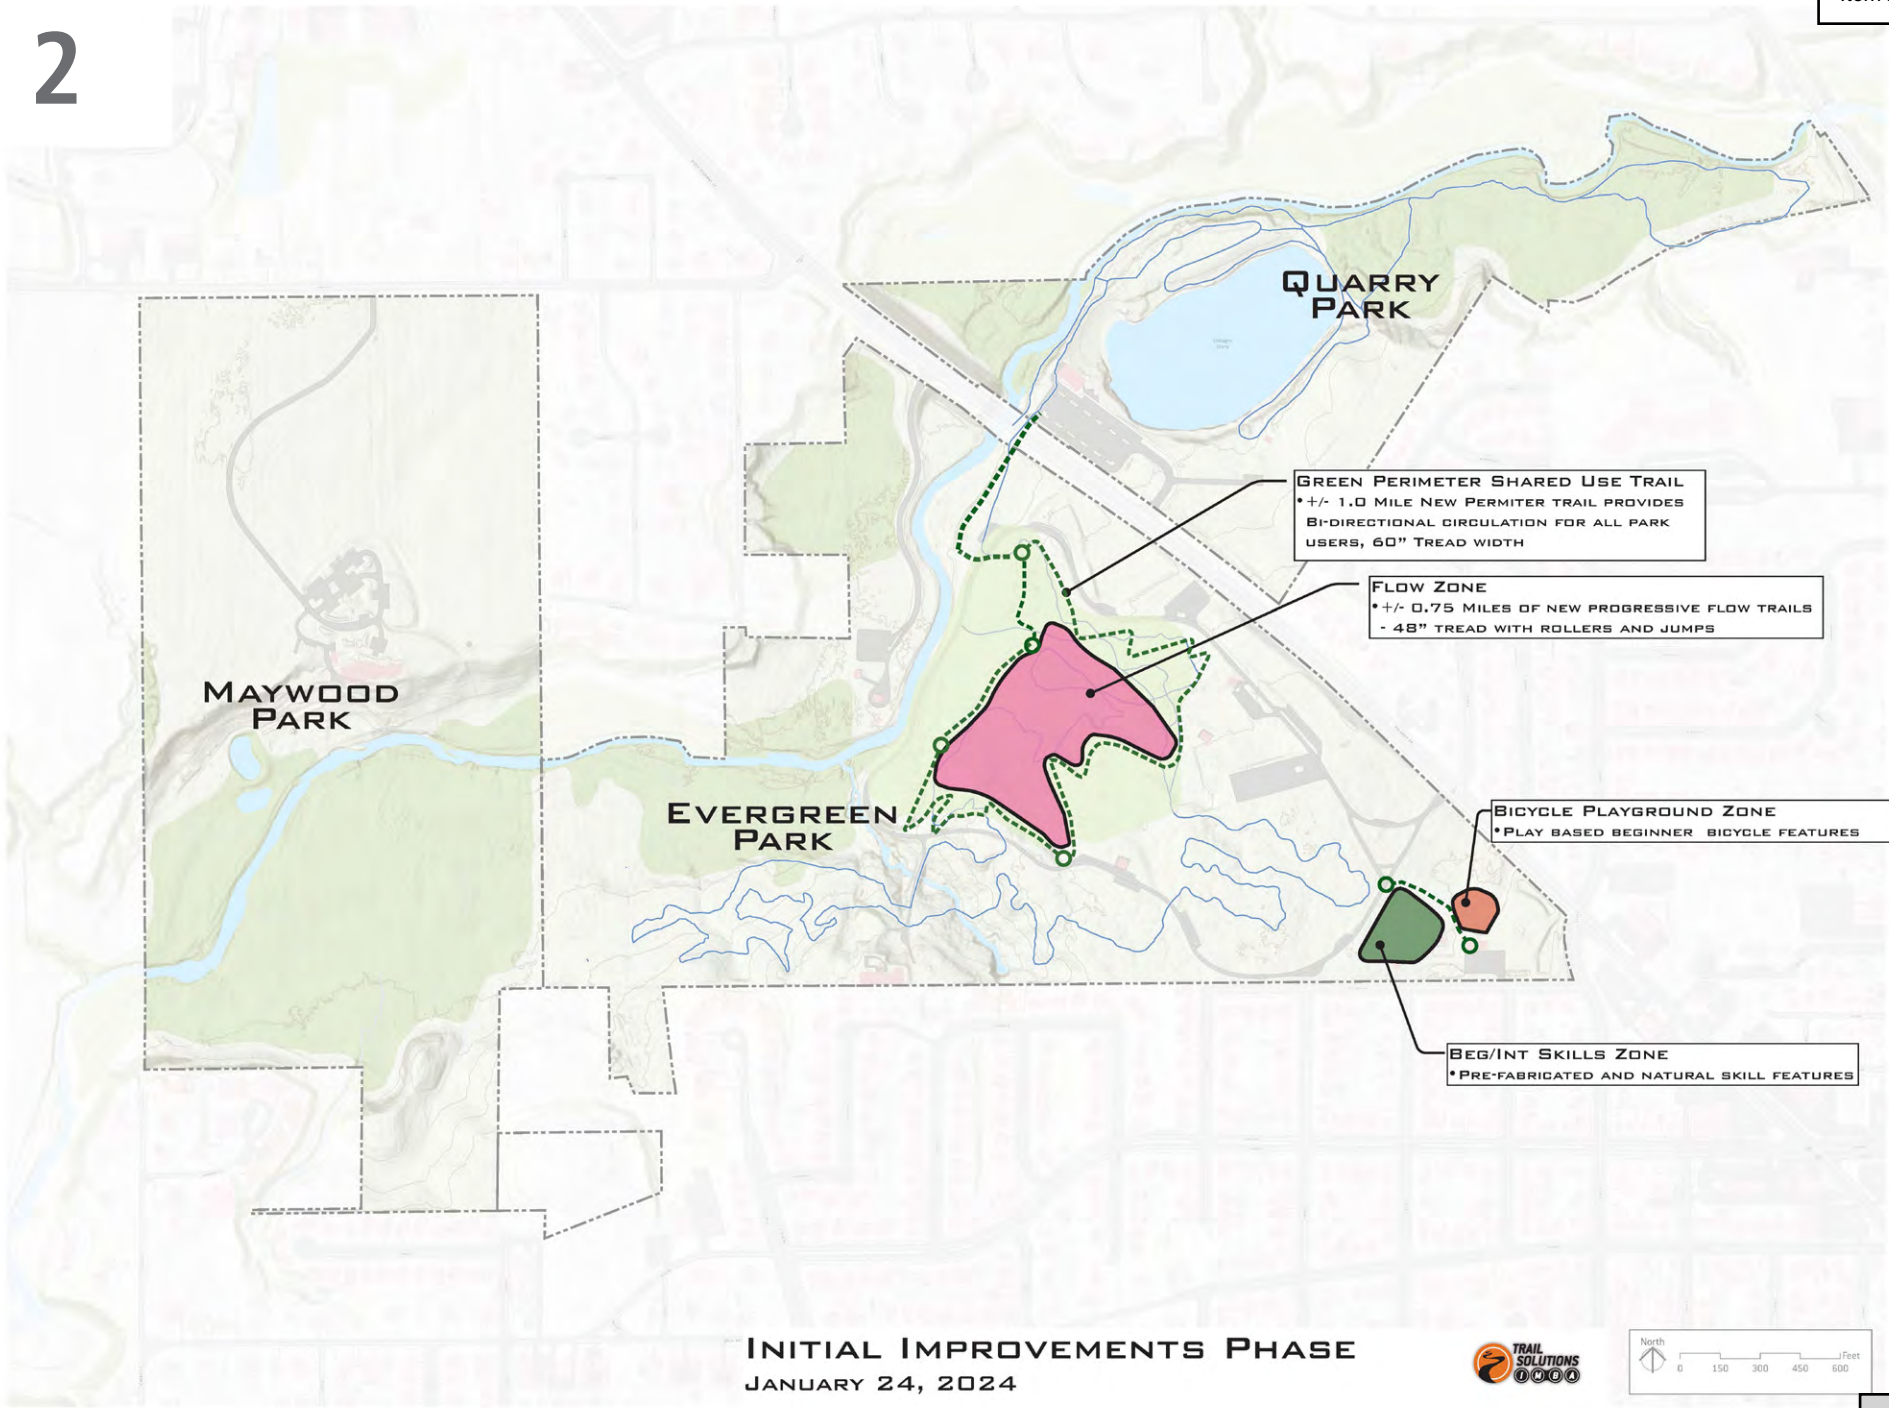 2
QUARRY
PARK
GREEN PERIMETER SHARED USE TRAIL
•+/- 1.0 MILE NEW PERMITER TRAIL PROVIDES
BI-DIRECTIONAL CIRCULATION FOR ALL PARK
USERS, 60" TREAD WIDTH
FLOW ZONE
•+/- 0.75 MILES OF NEW PROGRESSIVE FLOW TRAILS
- 48" TREAD WITH ROLLERS AND JUMPS
MAYWOOD
PARK
EVERGREEN
PARK
BICYCLE PLAYGROUND ZONE
•PLAY BASED BEGINNER BICYCLE FEATURES
BEG/INT SKILLS ZONE
•PRE-FABRICATED AND NATURAL SKILL FEATURES
INITIAL IMPROVEMENTS PHASE
JANUARY 24, 2024
TRAIL
SOLUTIONS
IMBA
North
Feet
0 150 300 450 600